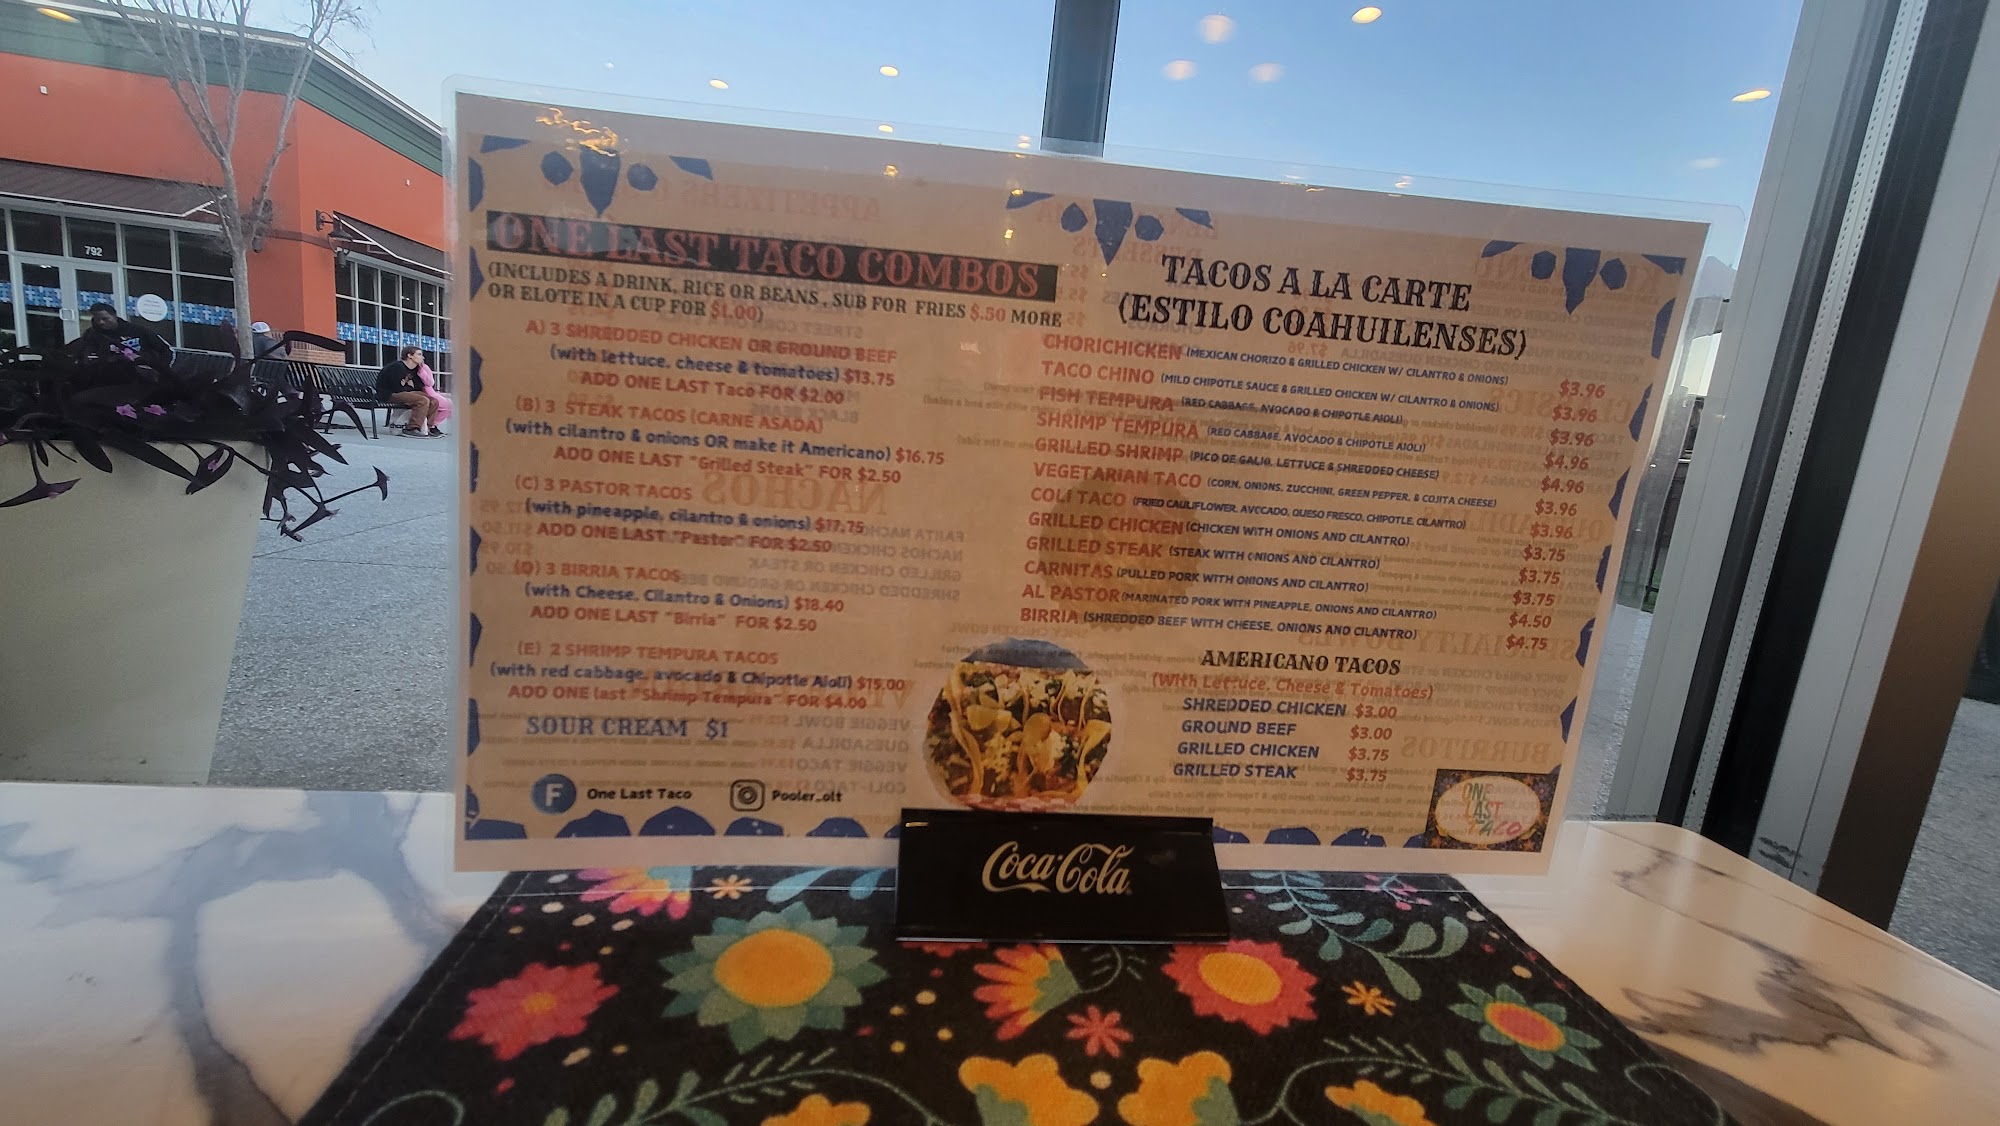 792
ONE LAST TACO COMBOS
(INCLUDES A DRINK, RICE OR BEANS, SUB FOR FRIES $.50 MORE
OR ELOTE IN A CUP FOR $1.00)
A) 3 SHREDDED CHICKEN OR GROUND BEEF
(with lettuce, cheese & tomatoes) $13.75
ADD ONE LAST Taco FOR $2.00
(B) 3 STEAK TACOS (CARNE ASADA)
(with cilantro & onions OR make it Americano) $16.75
ADD ONE LAST "Grilled Steak" FOR $2.50
(C) 3 PASTOR TACOS
(with pineapple, cilantro & onions) $17.75
ADD ONE LAST "Pastor" FOR $2.50
(D) 3 BIRRIA TACOS
(with Cheese, Cilantro & Onions) $18.40
ADD ONE LAST "Birria" FOR $2.50
(E) 2 SHRIMP TEMPURA TACOS
(with red cabbage, avocado & Chipotle Aioli) $15.00
ADD ONE last "Shrimp Tempura" FOR $4.00
SOUR CREAM $1
One Last Taco
Pooler_olt
TACOS A LA CARTE
(ESTILO COAHUILENSES)
CHORICHICKEN (MEXICAN CHORIZO & GRILLED CHICKEN W/ CILANTRO & ONIONS) $3.96
TACO CHINO (MILD CHIPOTLE SAUCE & GRILLED CHICKEN W/ CILANTRO & ONIONS) $3.96
FISH TEMPURA (RED CABBAGE, AVOCADO & CHIPOTLE AIOLI) $3.96
SHRIMP TEMPURA (RED CABBAGE, AVOCADO & CHIPOTLE AIOLI) $4.96
GRILLED SHRIMP (PICO DE GALLO, LETTUCE & SHREDDED CHEESE) $4.96
VEGETARIAN TACO (CORN, ONIONS, ZUCCHINI, GREEN PEPPER, & COJITA CHEESE) $3.96
COLI TACO (FRIED CAULIFLOWER, AVOCADO, QUESO FRESCO, CHIPOTLE, CILANTRO) $3.96
GRILLED CHICKEN (CHICKEN WITH ONIONS AND CILANTRO) $3.75
GRILLED STEAK (STEAK WITH ONIONS AND CILANTRO) $3.75
CARNITAS (PULLED PORK WITH ONIONS AND CILANTRO) $3.75
AL PASTOR (MARINATED PORK WITH PINEAPPLE, ONIONS AND CILANTRO) $4.50
BIRRIA (SHREDDED BEEF WITH CHEESE, ONIONS AND CILANTRO) $4.75
AMERICANO TACOS
(With Lettuce, Cheese & Tomatoes)
SHREDDED CHICKEN $3.00
GROUND BEEF $3.00
GRILLED CHICKEN $3.75
GRILLED STEAK $3.75
ONE
LAST
TACO
Coca-Cola